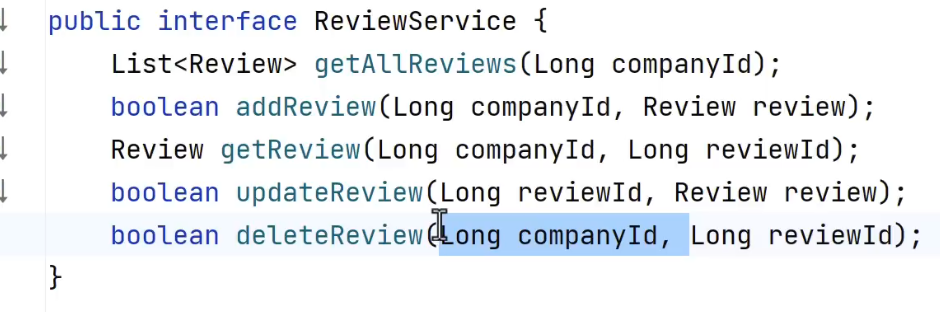 public interface ReviewService {
List<Review> getAllReviews(Long companyId);
boolean addReview(Long companyId, Review review);
Review getReview(Long companyId, Long reviewId);
boolean updateReview(Long reviewId, Review review);
boolean deleteReview(Long companyId, Long reviewId);
}